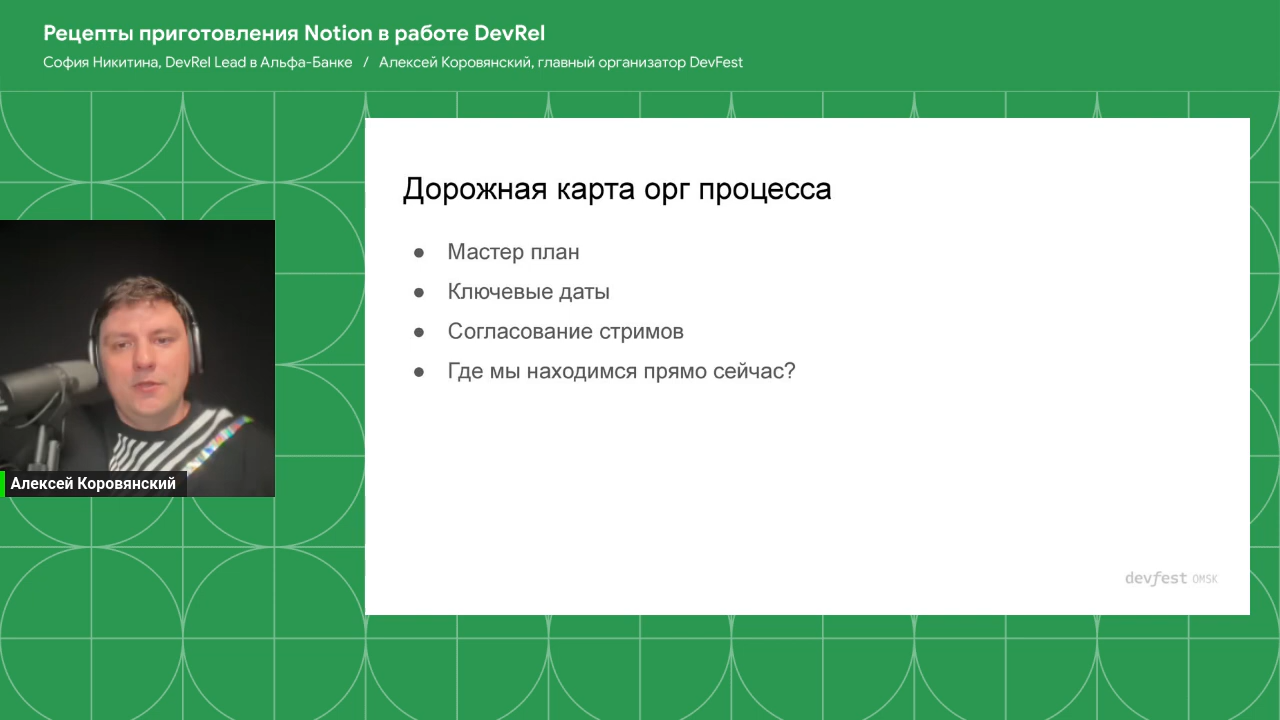 Рецепты приготовления Notion в работе DevRel
София Никитина, DevRel Lead в Альфа-Банке / Алексей Коровянский, главный организатор DevFest
Дорожная карта орг процесса
● Мастер план
● Ключевые даты
● Согласование стримов
● Где мы находимся прямо сейчас?
Алексей Коровянский
devfest OMSK